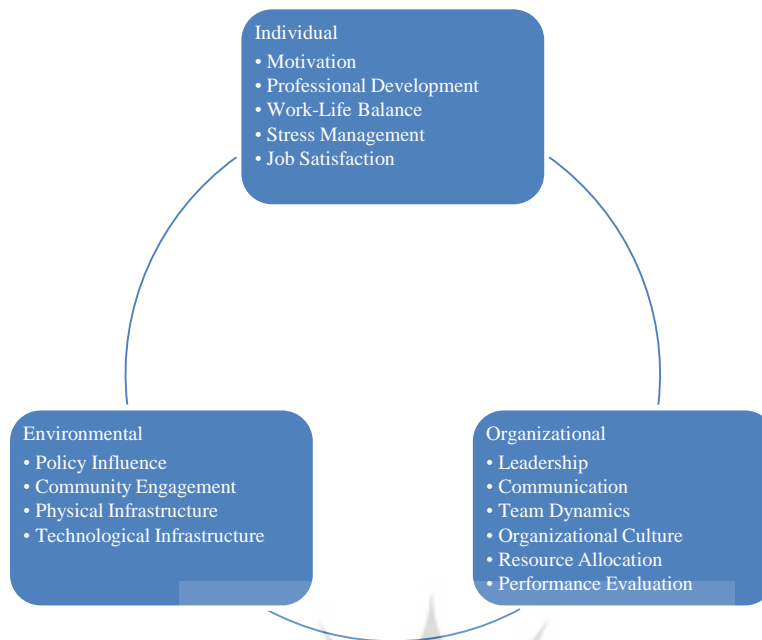 Individual
• Motivation
• Professional Development
• Work-Life Balance
• Stress Management
• Job Satisfaction
Environmental
• Policy Influence
• Community Engagement
• Physical Infrastructure
• Technological Infrastructure
Organizational
• Leadership
• Communication
• Team Dynamics
• Organizational Culture
• Resource Allocation
• Performance Evaluation